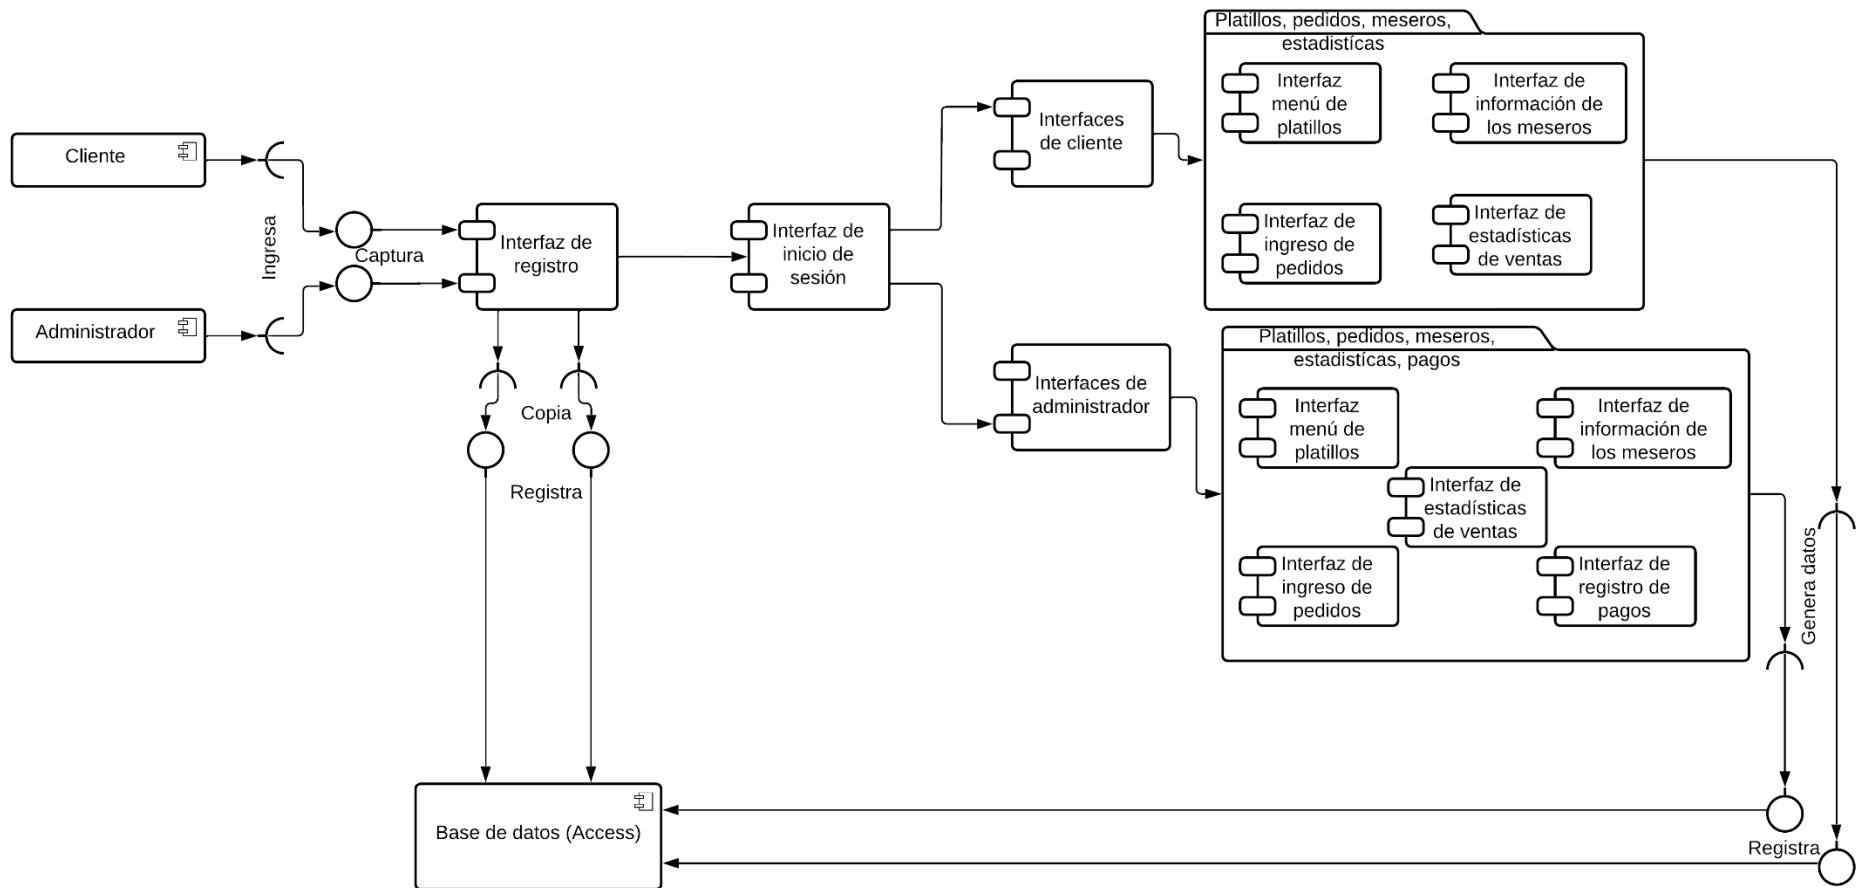 Platillos, pedidos, meseros,
estadistícas
Interfaz
menú de
platillos
Interfaz de
información de
los meseros
Interfaz de
ingreso de
pedidos
Interfaz de
estadísticas
de ventas
Interfaces
de cliente
Cliente
Ingresa
Captura
Interfaz de
registro
Interfaz de
inicio de
sesión
Administrador
Interfaces de
administrador
Platillos, pedidos, meseros,
estadistícas, pagos
Interfaz
menú de
platillos
Interfaz de
información de
los meseros
Interfaz de
estadísticas
de ventas
Interfaz de
ingreso de
pedidos
Interfaz de
registro de
pagos
Copia
Registra
Genera datos
Base de datos (Access)
Registra